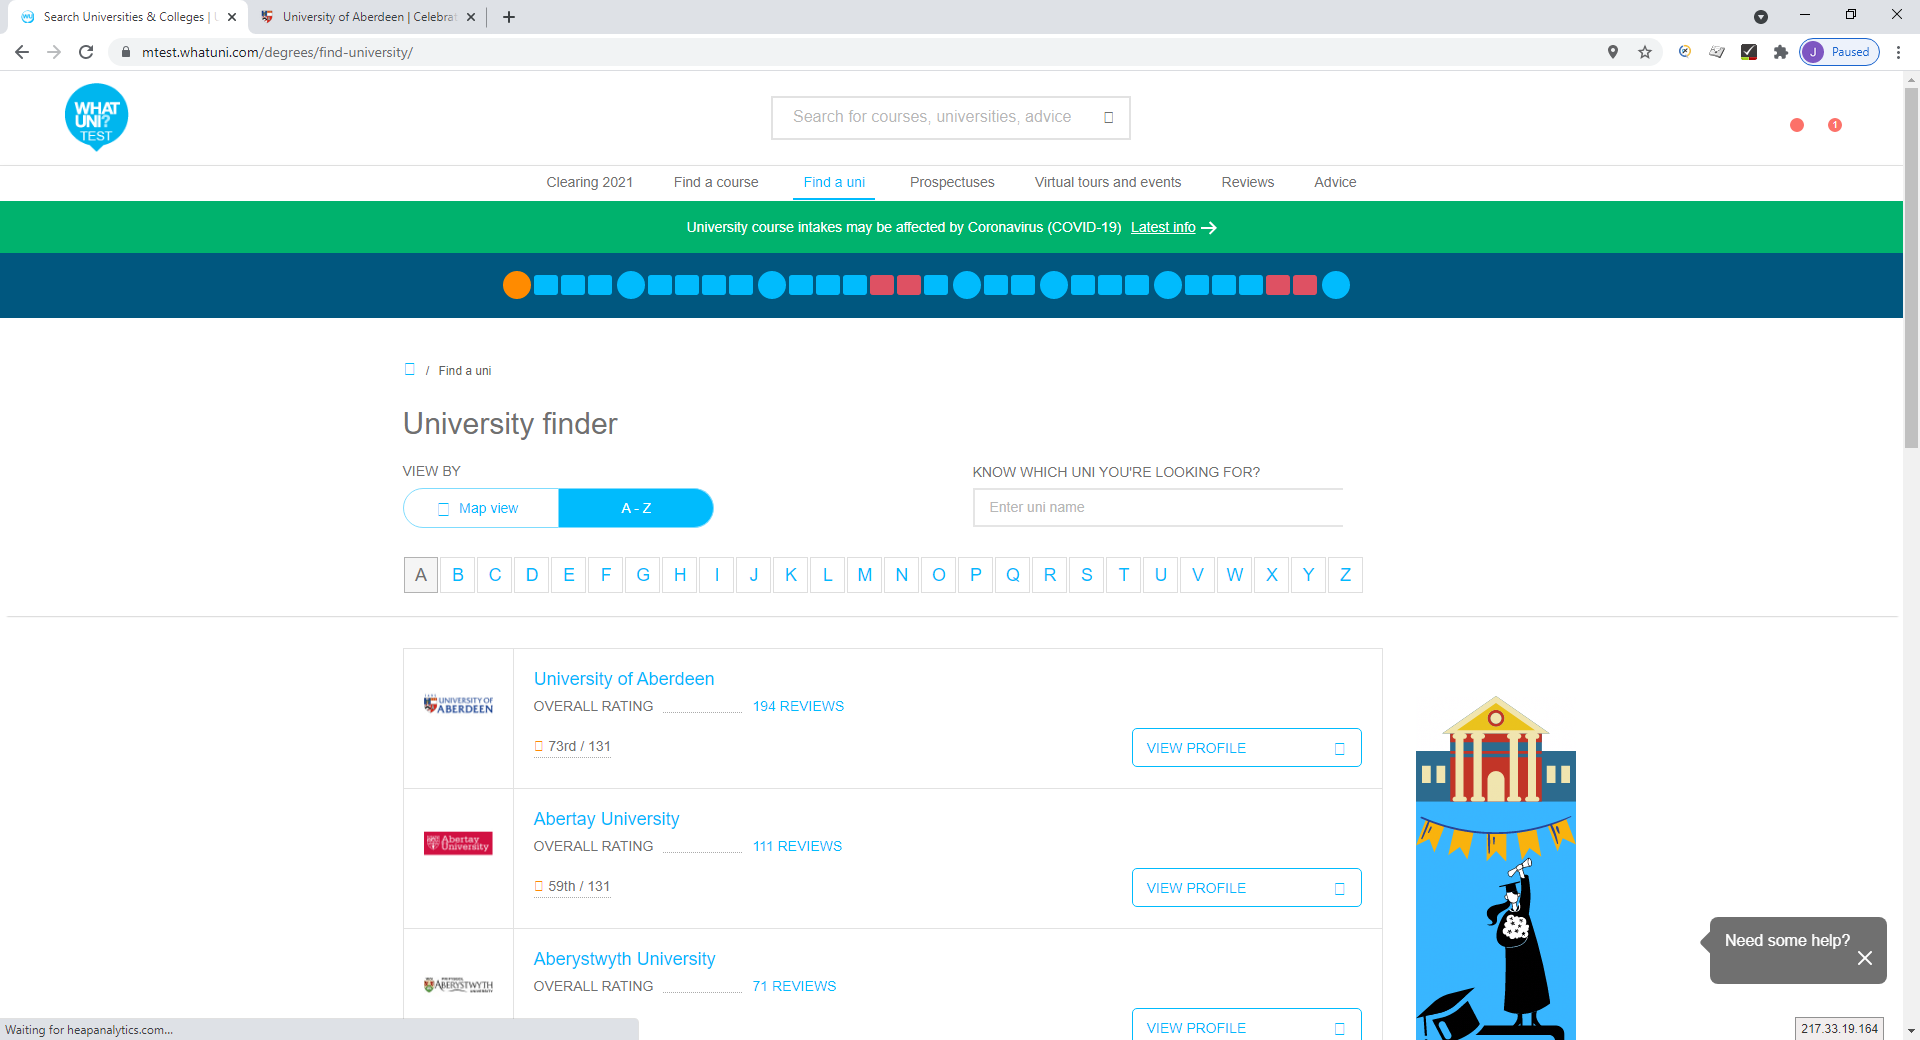 Search Universities & Colleges |
University of Aberdeen | Celebrat
mtest.whatuni.com/degrees/find-university/
J Paused
WHAT
UNI?
TEST
Search for courses, universities, advice
1
Clearing 2021 Find a course Find a uni Prospectuses Virtual tours and events Reviews Advice
University course intakes may be affected by Coronavirus (COVID-19) Latest info
/ Find a uni
University finder
VIEW BY
KNOW WHICH UNI YOU'RE LOOKING FOR?
Map view A - Z
Enter uni name
A B C D E F G H I J K L M N O P Q R S T U V W X Y Z
UNIVERSITY OF
ABERDEEN
University of Aberdeen
OVERALL RATING 194 REVIEWS
73rd / 131
VIEW PROFILE
Abertay
University
Abertay University
OVERALL RATING 111 REVIEWS
59th / 131
VIEW PROFILE
ABERYSTWYTH
Aberystwyth University
OVERALL RATING 71 REVIEWS
VIEW PROFILE
Need some help?
Waiting for heapanalytics.com...
217.33.19.164